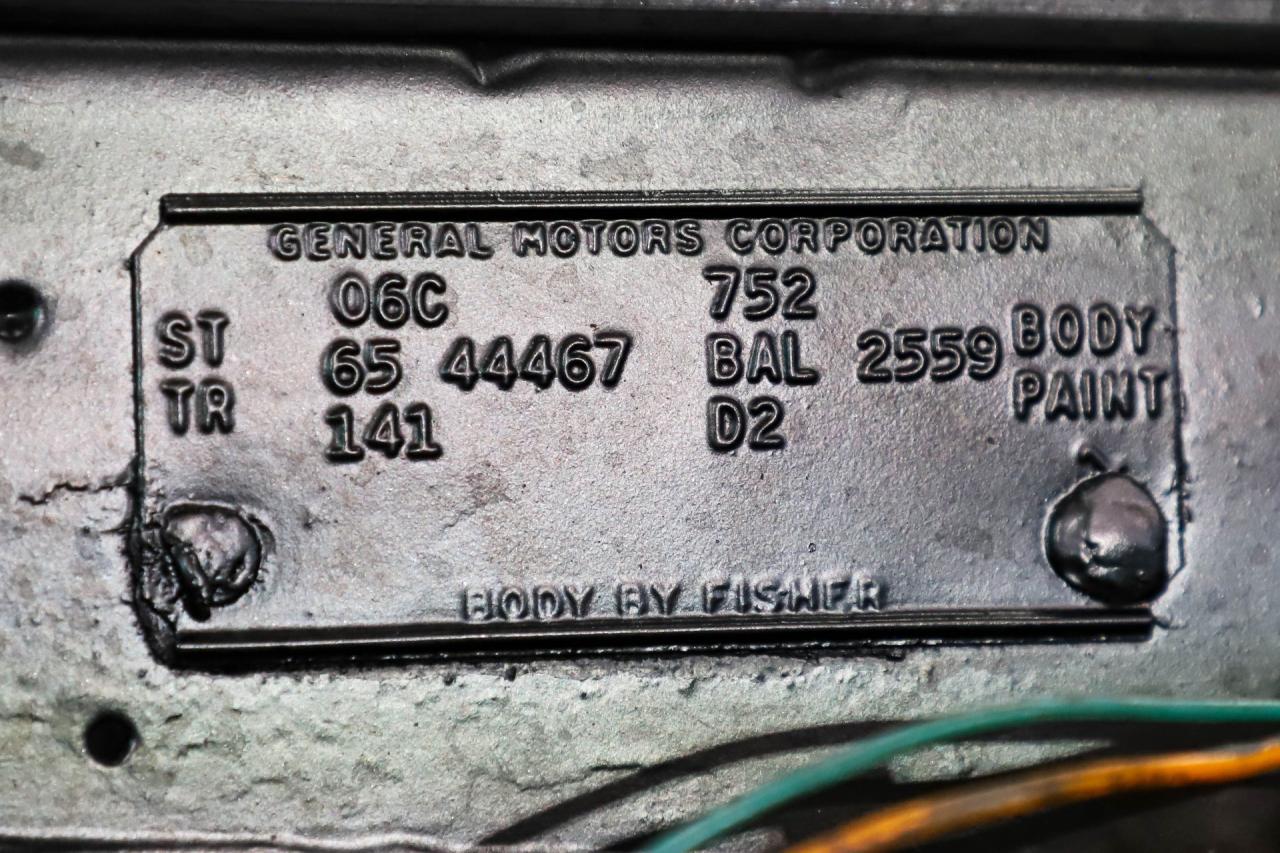 GENERAL MOTORS CORPORATION
06C 752
ST 65 44467 BAL 2559 BODY
TR 141 D2 PAINT
BODY BY FISHER